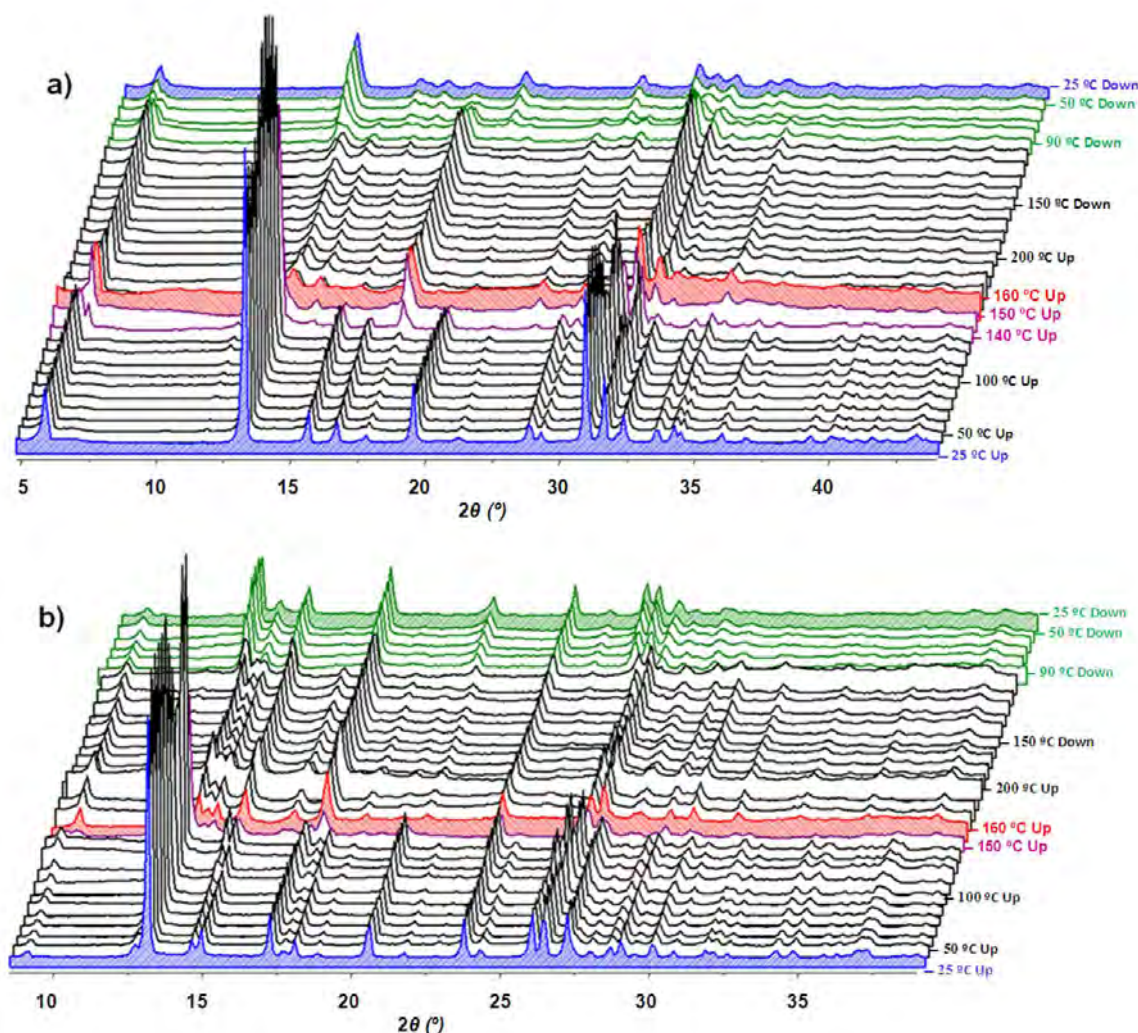 a)
25 ºC Down
50 ºC Down
90 ºC Down
150 ºC Down
200 ºC Up
160 ºC Up
150 ºC Up
140 ºC Up
100 ºC Up
50 ºC Up
25 ºC Up
5 10 15 20 25 30 35 40
2θ (º)
b)
25 ºC Down
50 ºC Down
90 ºC Down
150 ºC Down
200 ºC Up
160 ºC Up
150 ºC Up
100 ºC Up
50 ºC Up
25 ºC Up
10 15 20 25 30 35
2θ (º)